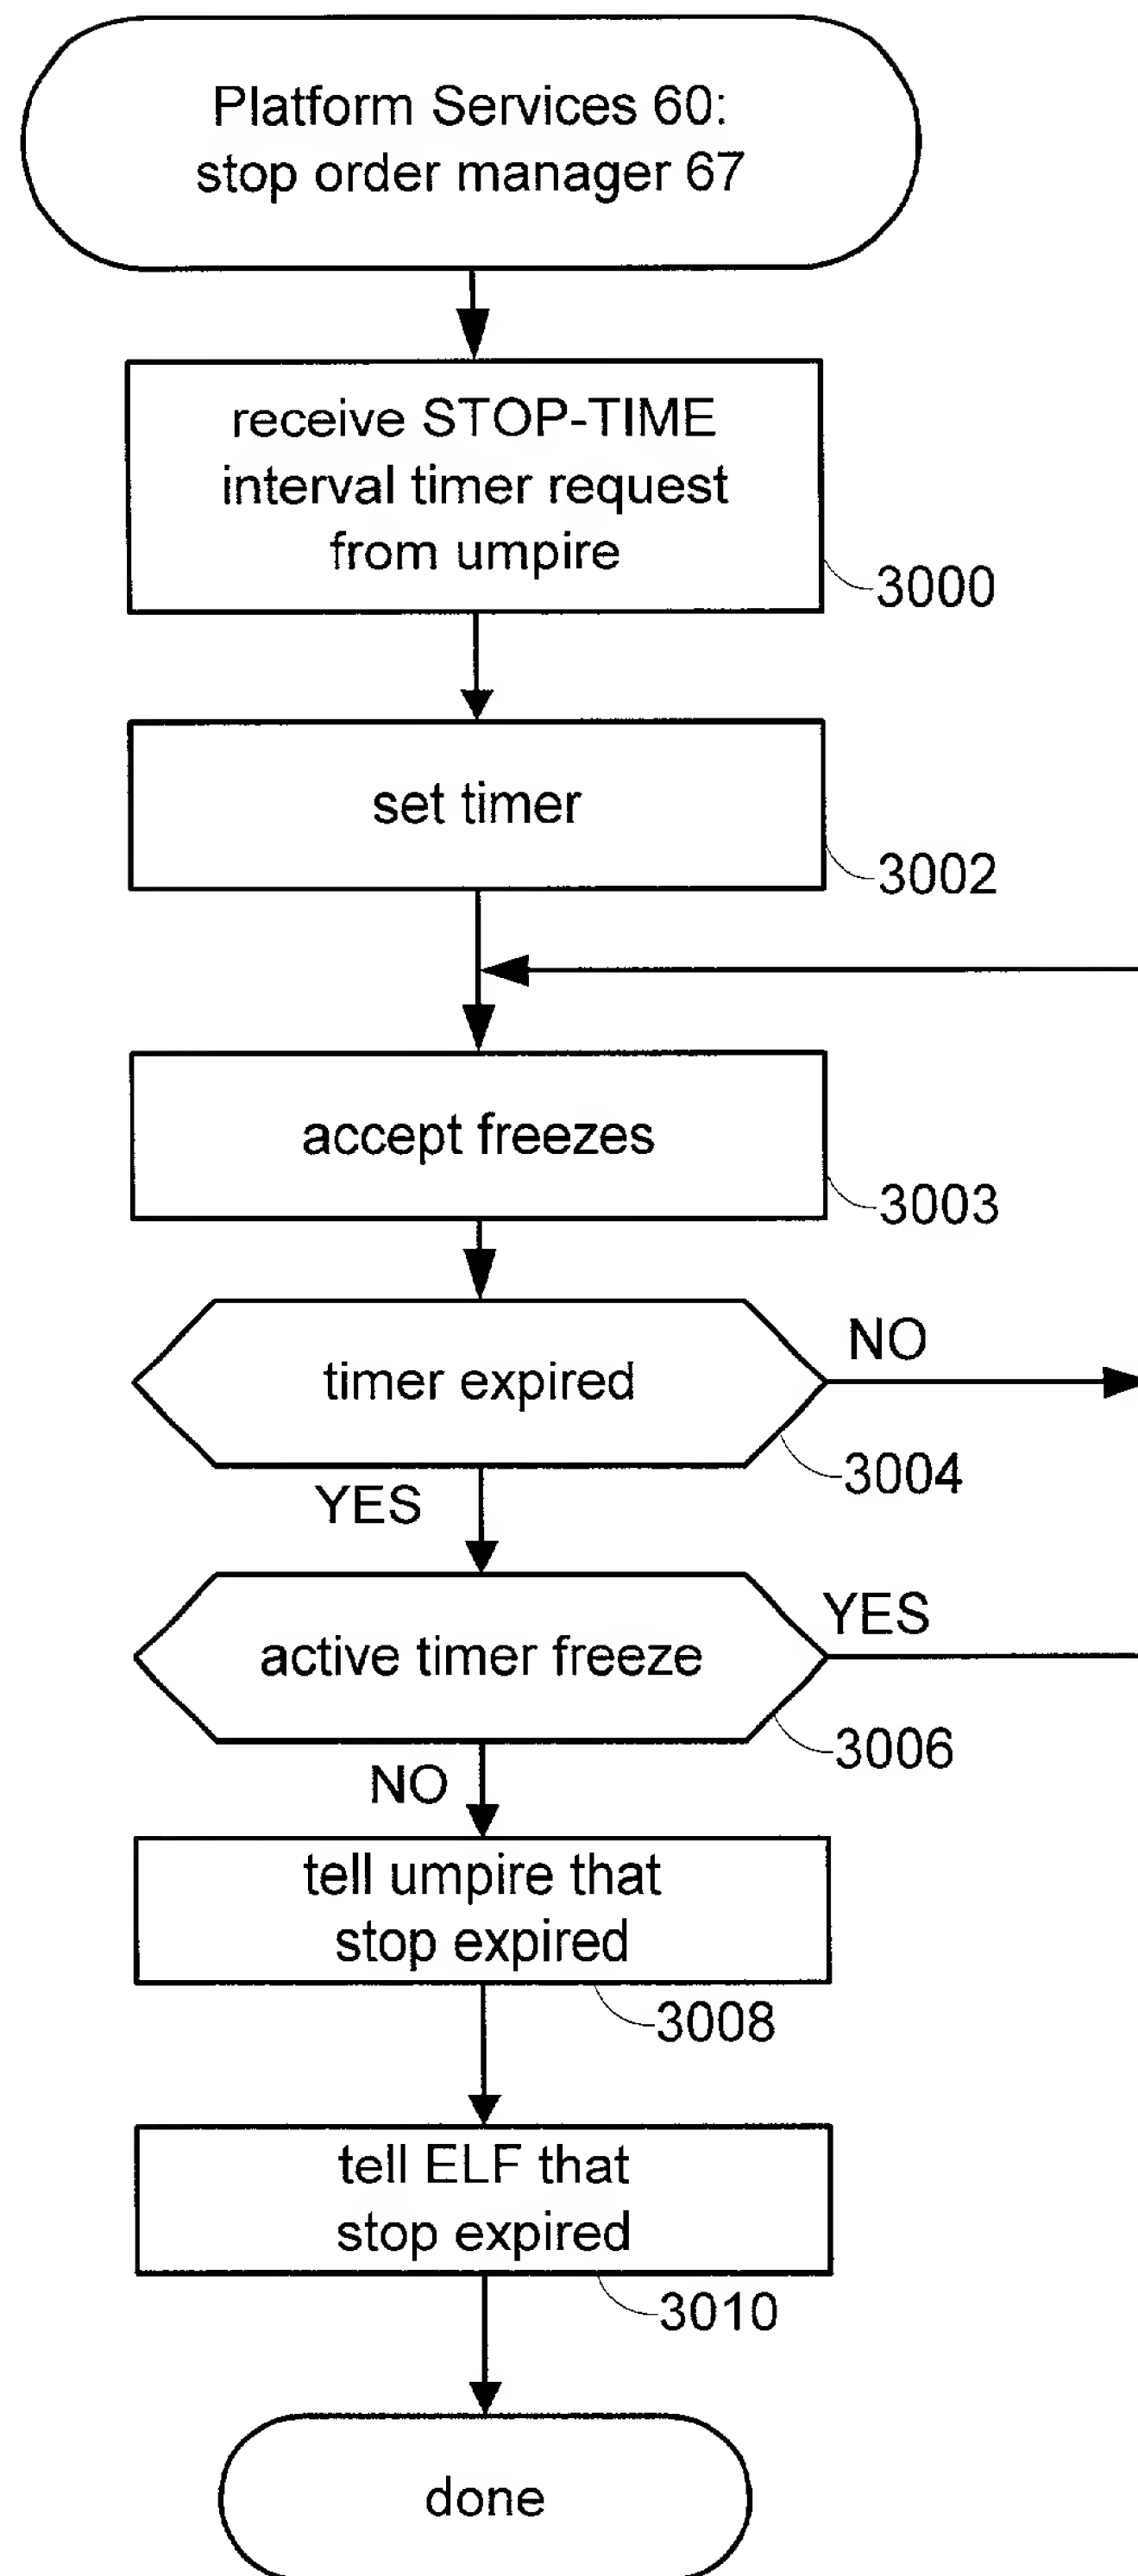 Platform Services 60:
stop order manager 67
receive STOP-TIME
interval timer request
from umpire
3000
set timer
3002
accept freezes
3003
timer expired
NO
3004
YES
active timer freeze
YES
3006
NO
tell umpire that
stop expired
3008
tell ELF that
stop expired
3010
done